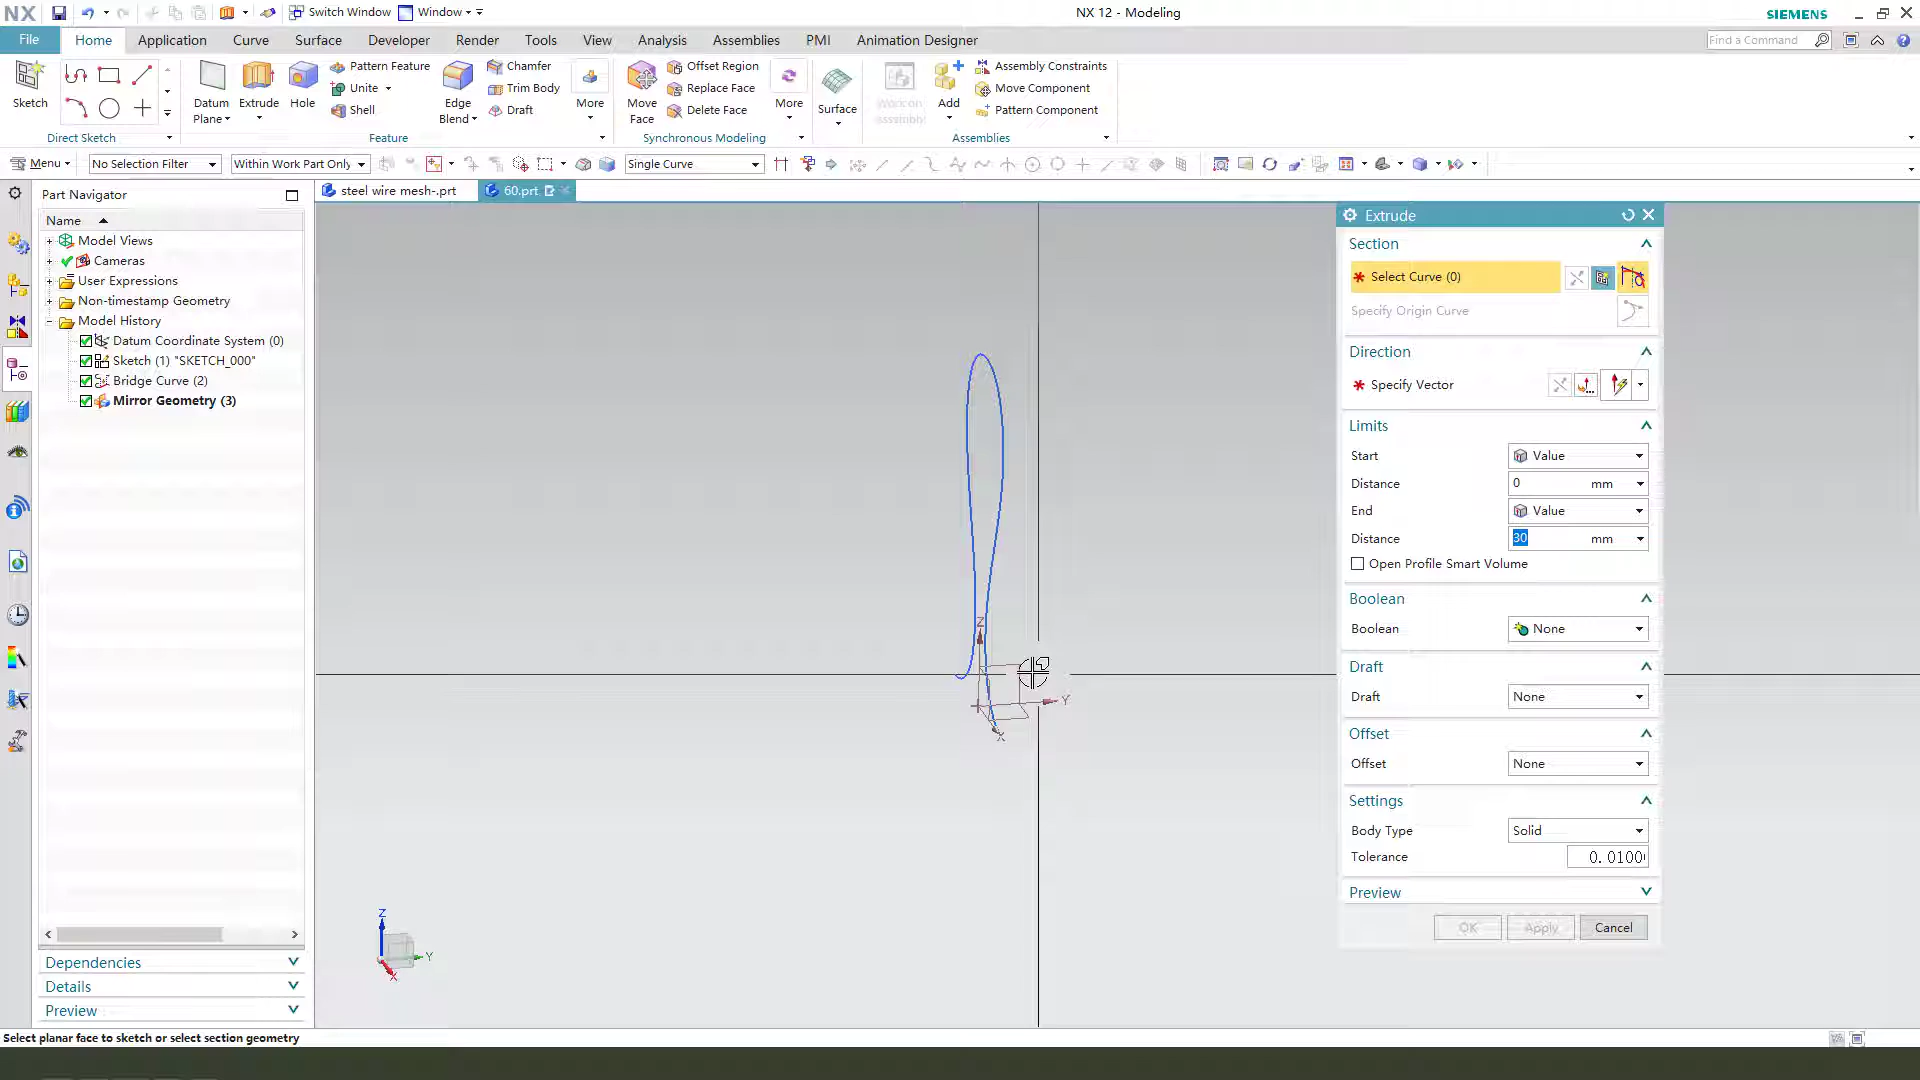 NX
Switch Window
Window
NX 12 - Modeling
SIEMENS
File
Home
Application
Curve
Surface
Developer
Render
Tools
View
Analysis
Assemblies
PMI
Animation Designer
Find a Command
Sketch
Datum
Plane
Extrude
Hole
Pattern Feature
Unite
Shell
Edge
Blend
Chamfer
Trim Body
Draft
More
Move
Face
Offset Region
Replace Face
Delete Face
More
Surface
Work on
Add
Assembly Constraints
Move Component
Pattern Component
Direct Sketch
Feature
Synchronous Modeling
Assemblies
Menu
No Selection Filter
Within Work Part Only
Single Curve
Part Navigator
steel wire mesh-.prt
60.prt
Name
Model Views
Cameras
User Expressions
Non-timestamp Geometry
Model History
Datum Coordinate System (0)
Sketch (1) "SKETCH_000"
Bridge Curve (2)
Mirror Geometry (3)
Dependencies
Details
Preview
Z
Y
X
Z
Y
X
Extrude
Section
* Select Curve (0)
Specify Origin Curve
Direction
* Specify Vector
Limits
Start
Value
Distance
0 mm
End
Value
Distance
30 mm
Open Profile Smart Volume
Boolean
Boolean
None
Draft
Draft
None
Offset
Offset
None
Settings
Body Type
Solid
Tolerance
0.0100
Preview
OK
Apply
Cancel
Select planar face to sketch or select section geometry